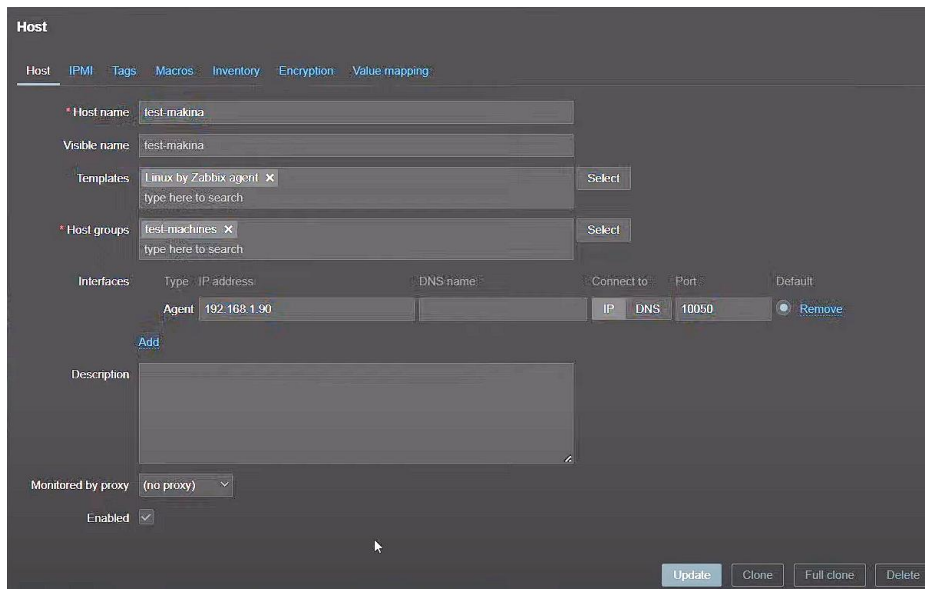 Host
Host IPMI Tags Macros Inventory Encryption Value mapping
* Host name test-makina
Visible name test-makina
Templates Linux by Zabbix agent ✕ Select
type here to search
* Host groups test-machines ✕ Select
type here to search
Interfaces Type IP address DNS name Connect to Port Default
Agent 192.168.1.90 IP DNS 10050 Remove
Add
Description
Monitored by proxy (no proxy)
Enabled
Update Clone Full clone Delete